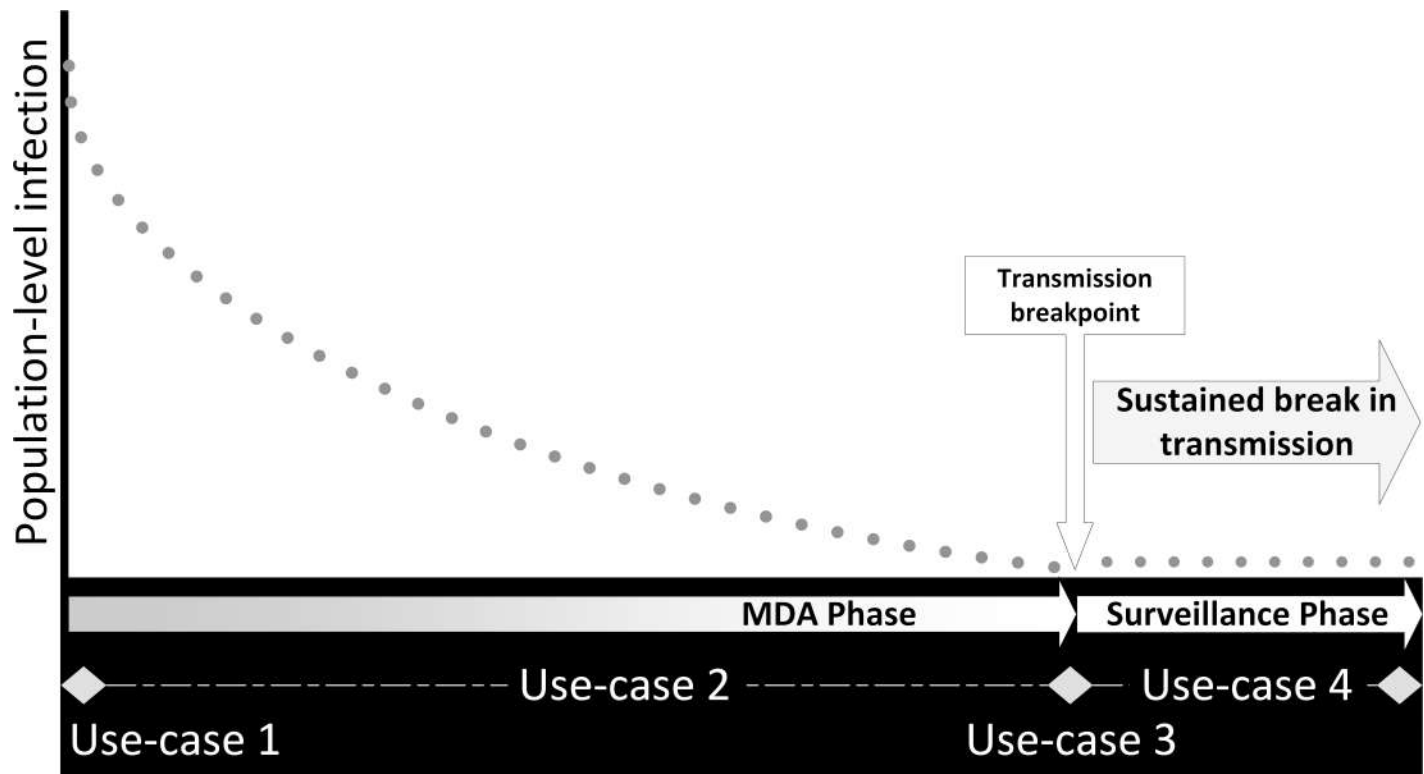 Population-level infection
Transmission
breakpoint
Sustained break in
transmission
MDA Phase
Surveillance Phase
Use-case 2
Use-case 4
Use-case 1
Use-case 3